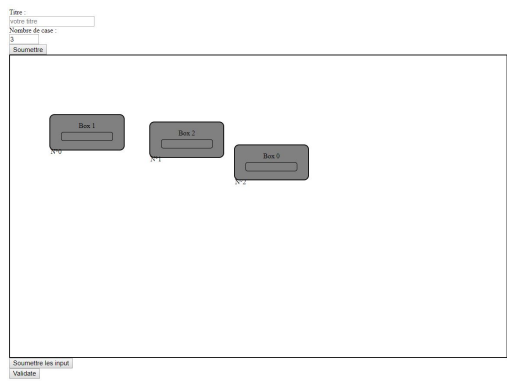 Titre :
votre titre
Nombre de case :
3
Soumettre
Box 1
N°0
Box 2
N°1
Box 0
N°2
Soumettre les input
Validate